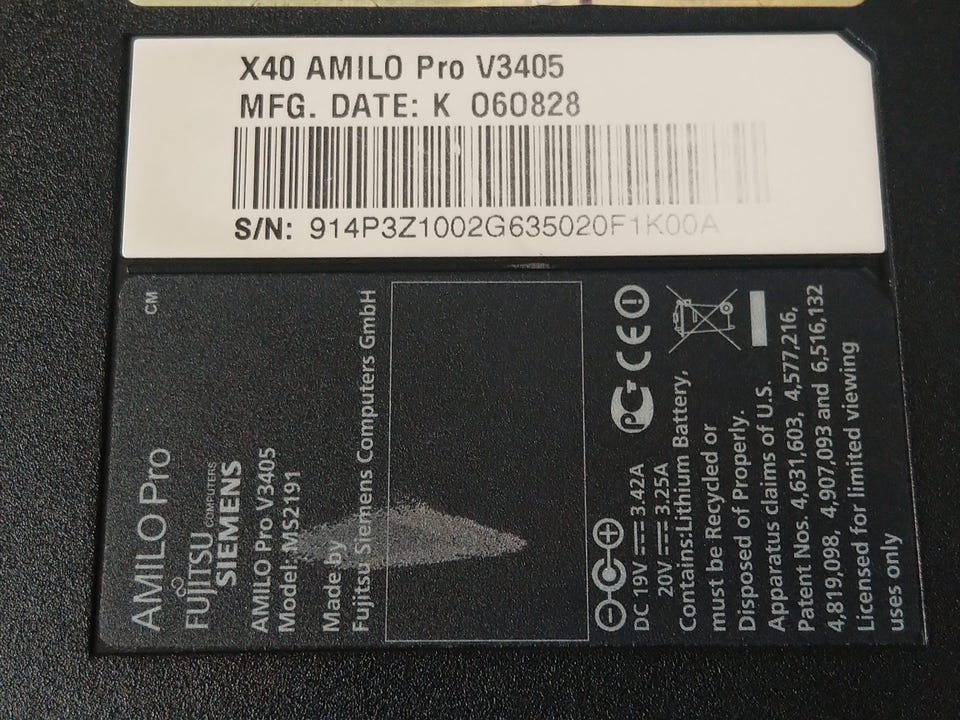 X40 AMILO Pro V3405
MFG. DATE: K 060828
S/N: 914P3Z1002G635020F1K00A
CM
AMILO Pro
FUJITSU COMPUTERS
SIEMENS
AMILO Pro V3405
Model: MS2191
Made by
Fujitsu Siemens Computers GmbH
DC 19V 3.42A
20V 3.25A
Contains:Lithium Battery,
must be Recycled or
Disposed of Properly.
Apparatus claims of U.S.
Patent Nos. 4,631,603, 4,577,216,
4,819,098, 4,907,093 and 6,516,132
Licensed for limited viewing
uses only